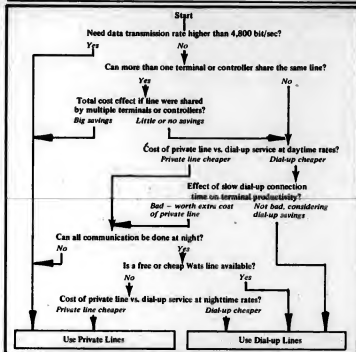 Start
Need data transmission rate higher than 4,800 bit/sec?
Yes No
Can more than one terminal or controller share the same line?
Yes No
Total cost effect if line were shared
by multiple terminals or controllers?
Big savings Little or no savings
Cost of private line vs. dial-up service at daytime rates?
Private line cheaper Dial-up cheaper
Effect of slow dial-up connection
time on terminal productivity?
Bad – worth extra cost Not bad, considering
of private line dial-up savings
Can all communication be done at night?
No Yes
Is a free or cheap Wats line available?
No Yes
Cost of private line vs. dial-up service at nighttime rates?
Private line cheaper Dial-up cheaper
Use Private Lines Use Dial-up Lines